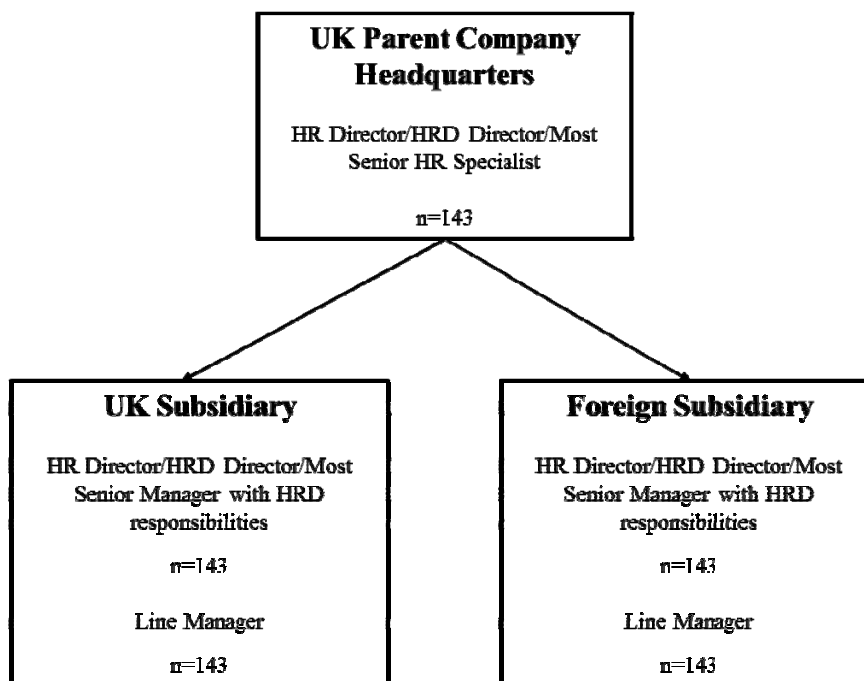 UK Parent Company
Headquarters
HR Director/HRD Director/Most
Senior HR Specialist
n=143
UK Subsidiary
HR Director/HRD Director/Most
Senior Manager with HRD
responsibilities
n=143
Line Manager
n=143
Foreign Subsidiary
HR Director/HRD Director/Most
Senior Manager with HRD
responsibilities
n=143
Line Manager
n=143